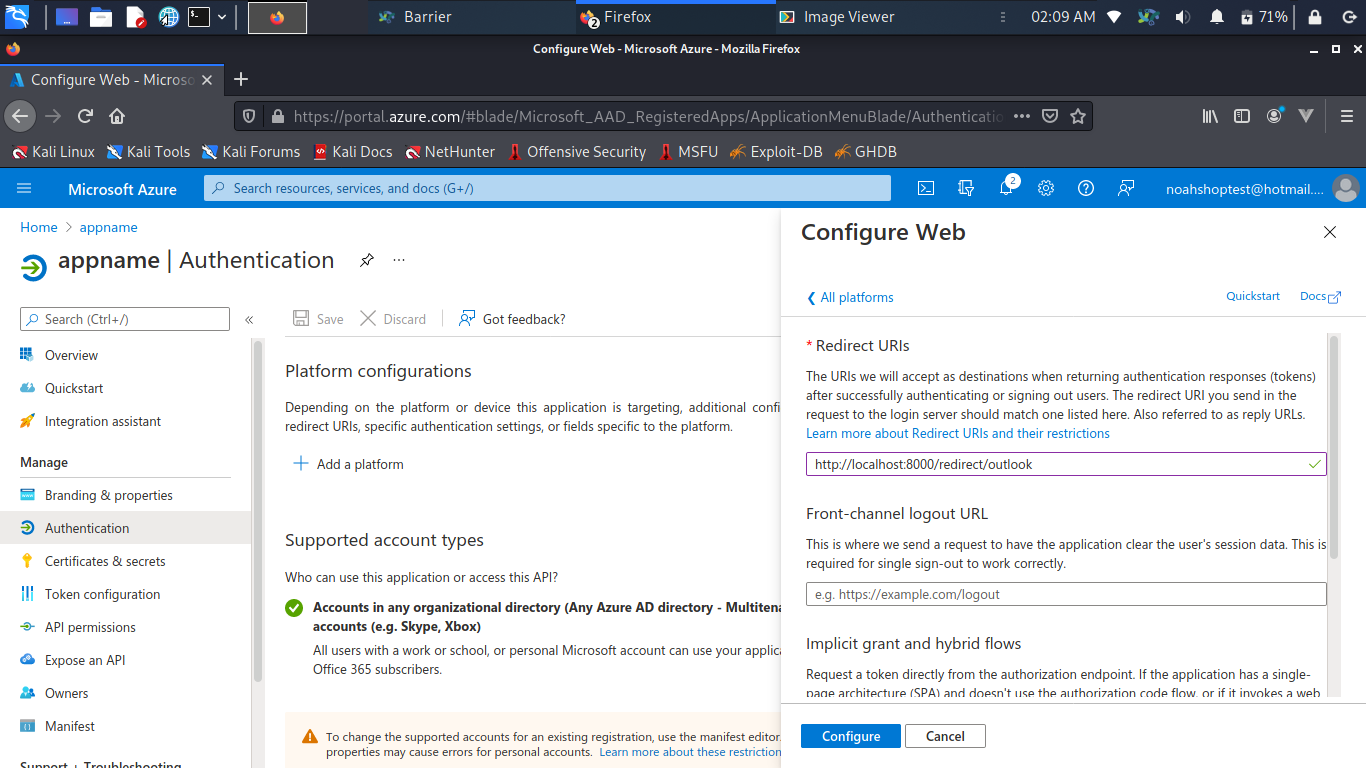 Barrier
2 Firefox
Image Viewer
02:09 AM
71%
Configure Web - Microsoft Azure - Mozilla Firefox
Configure Web - Microso
https://portal.azure.com/#blade/Microsoft_AAD_RegisteredApps/ApplicationMenuBlade/Authenticatio
Kali Linux
Kali Tools
Kali Forums
Kali Docs
NetHunter
Offensive Security
MSFU
Exploit-DB
GHDB
Microsoft Azure
Search resources, services, and docs (G+/)
2
noahshoptest@hotmail....
Home > appname
appname | Authentication
...
Search (Ctrl+/)
«
Overview
Quickstart
Integration assistant
Manage
Branding & properties
Authentication
Certificates & secrets
Token configuration
API permissions
Expose an API
Owners
Manifest
Support + Troubleshooting
Save
Discard
Got feedback?
Platform configurations
Depending on the platform or device this application is targeting, additional confi
redirect URIs, specific authentication settings, or fields specific to the platform.
+ Add a platform
Supported account types
Who can use this application or access this API?
Accounts in any organizational directory (Any Azure AD directory - Multitena
accounts (e.g. Skype, Xbox)
All users with a work or school, or personal Microsoft account can use your applica
Office 365 subscribers.
To change the supported accounts for an existing registration, use the manifest editor.
properties may cause errors for personal accounts. Learn more about these restriction
Configure Web
All platforms
Quickstart
Docs
* Redirect URIs
The URIs we will accept as destinations when returning authentication responses (tokens)
after successfully authenticating or signing out users. The redirect URI you send in the
request to the login server should match one listed here. Also referred to as reply URLs.
Learn more about Redirect URIs and their restrictions
http://localhost:8000/redirect/outlook
Front-channel logout URL
This is where we send a request to have the application clear the user's session data. This is
required for single sign-out to work correctly.
e.g. https://example.com/logout
Implicit grant and hybrid flows
Request a token directly from the authorization endpoint. If the application has a single-
page architecture (SPA) and doesn't use the authorization code flow, or if it invokes a web
Configure
Cancel